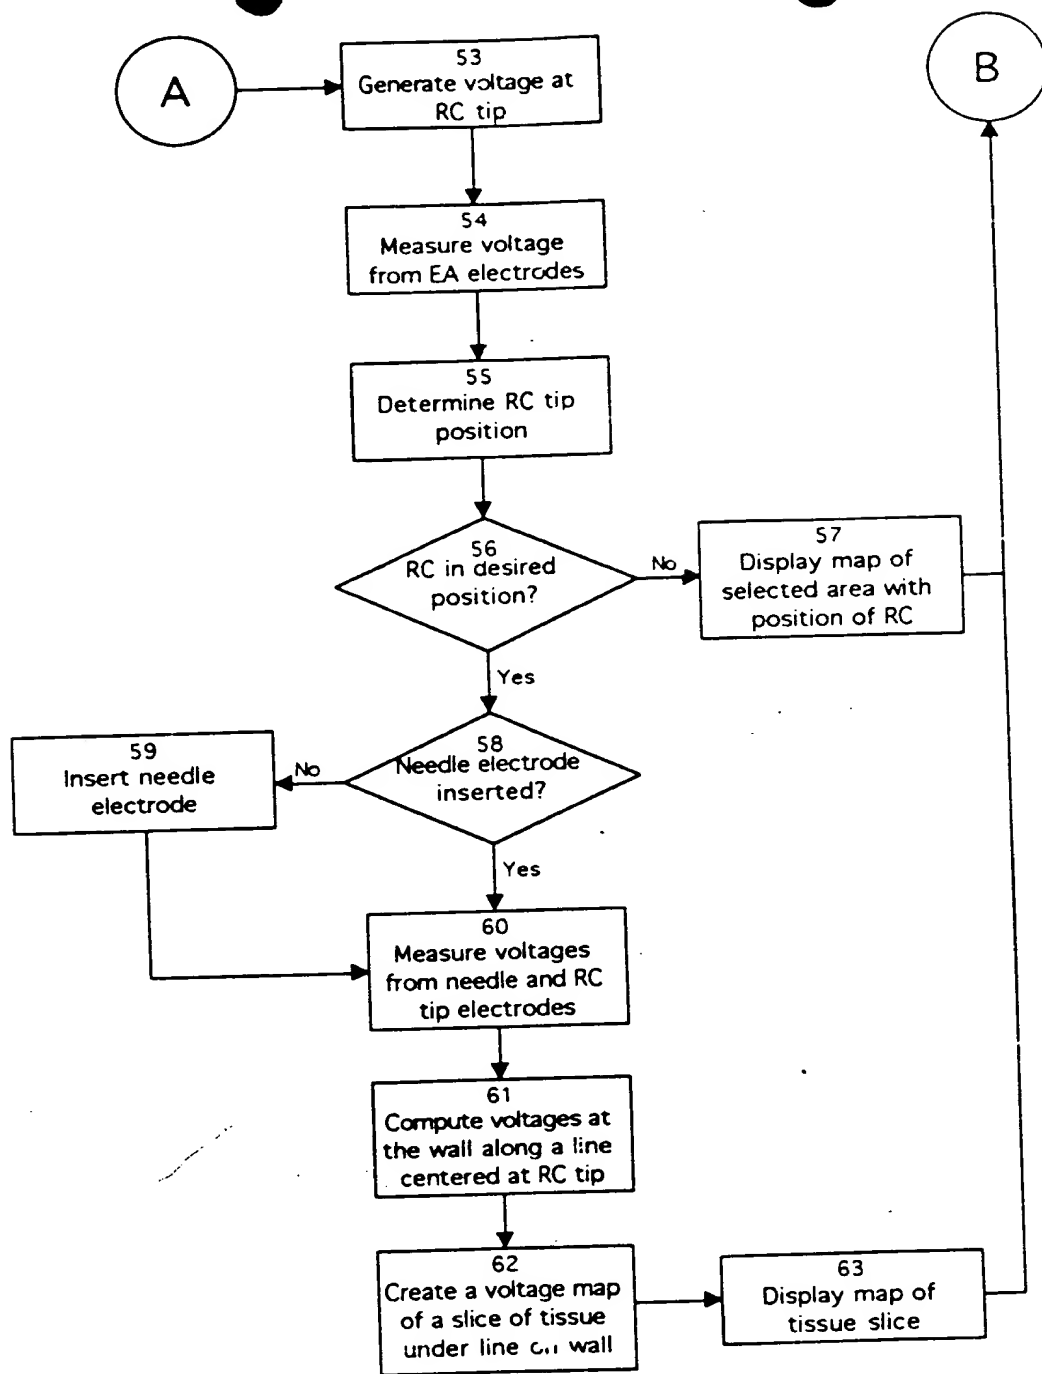 A
53
Generate voltage at
RC tip
B
54
Measure voltage
from EA electrodes
55
Determine RC tip
position
56
RC in desired
position?
No
57
Display map of
selected area with
position of RC
Yes
58
Needle electrode
inserted?
No
59
Insert needle
electrode
Yes
60
Measure voltages
from needle and RC
tip electrodes
61
Compute voltages at
the wall along a line
centered at RC tip
62
Create a voltage map
of a slice of tissue
under line on wall
63
Display map of
tissue slice